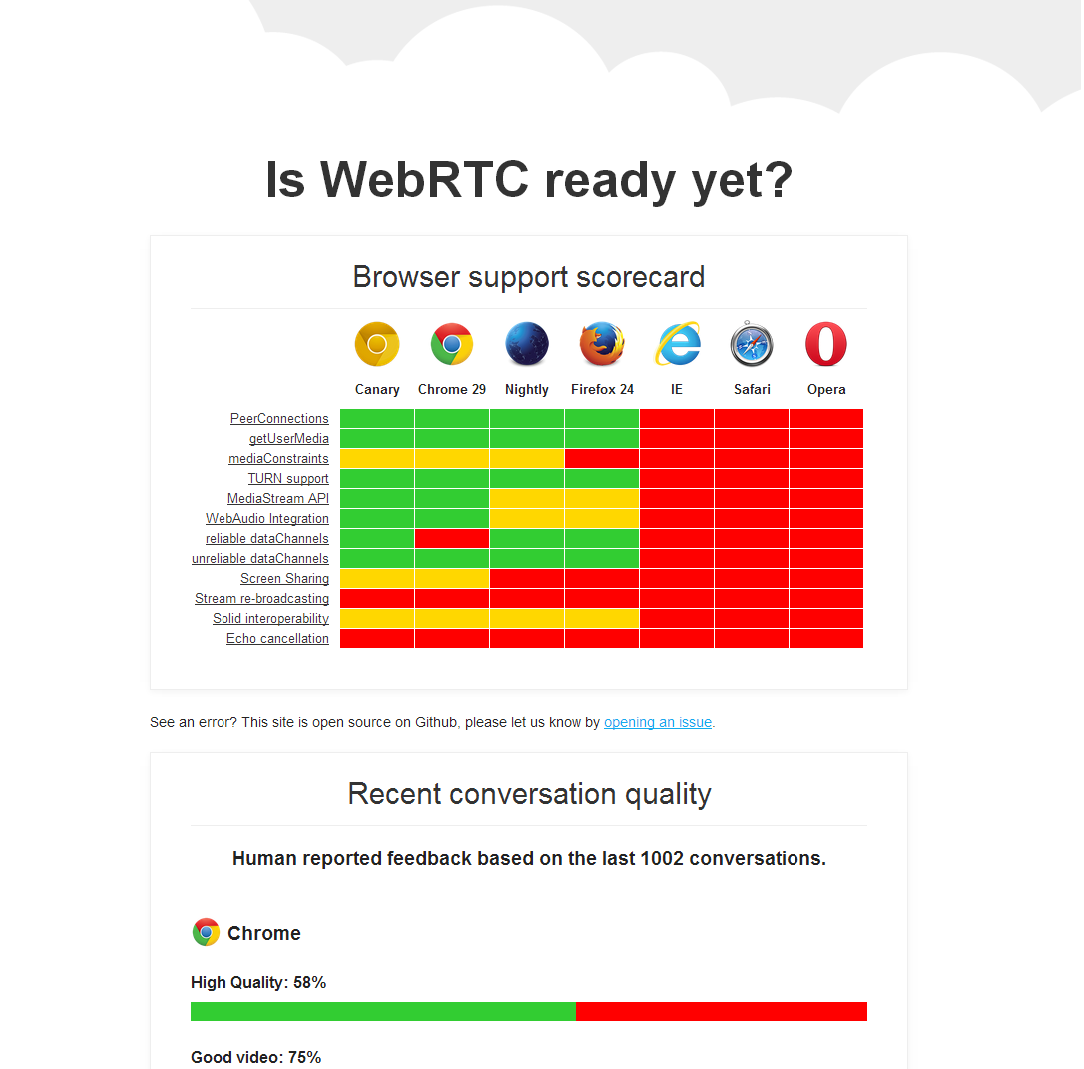 Is WebRTC ready yet?
Browser support scorecard
Canary Chrome 29 Nightly Firefox 24 IE Safari Opera
PeerConnections
getUserMedia
mediaConstraints
TURN support
MediaStream API
WebAudio Integration
reliable dataChannels
unreliable dataChannels
Screen Sharing
Stream re-broadcasting
Solid interoperability
Echo cancellation
See an error? This site is open source on Github, please let us know by opening an issue.
Recent conversation quality
Human reported feedback based on the last 1002 conversations.
Chrome
High Quality: 58%
Good video: 75%